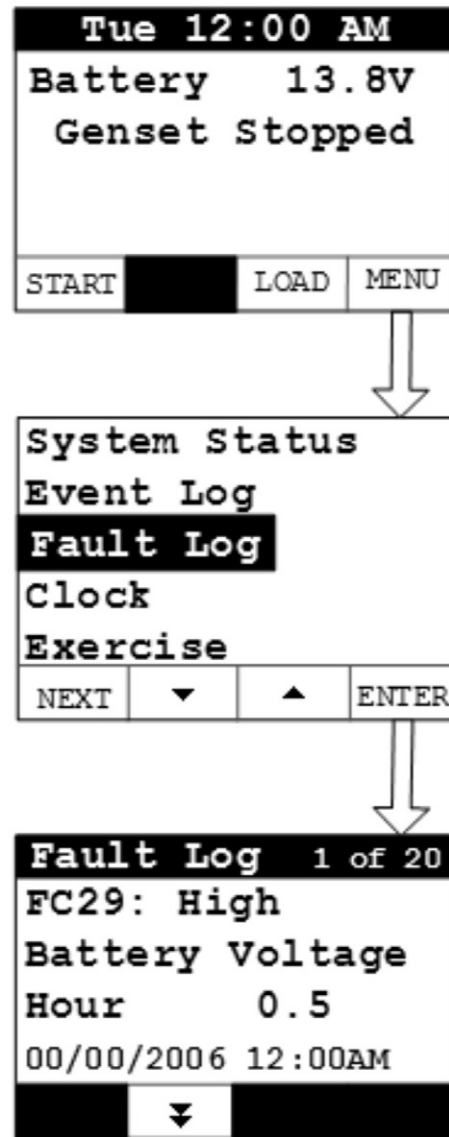 Tue 12:00 AM
Battery 13.8V
Genset Stopped
START LOAD MENU
System Status
Event Log
Fault Log
Clock
Exercise
NEXT ▼ ▲ ENTER
Fault Log 1 of 20
FC29: High
Battery Voltage
Hour 0.5
00/00/2006 12:00AM